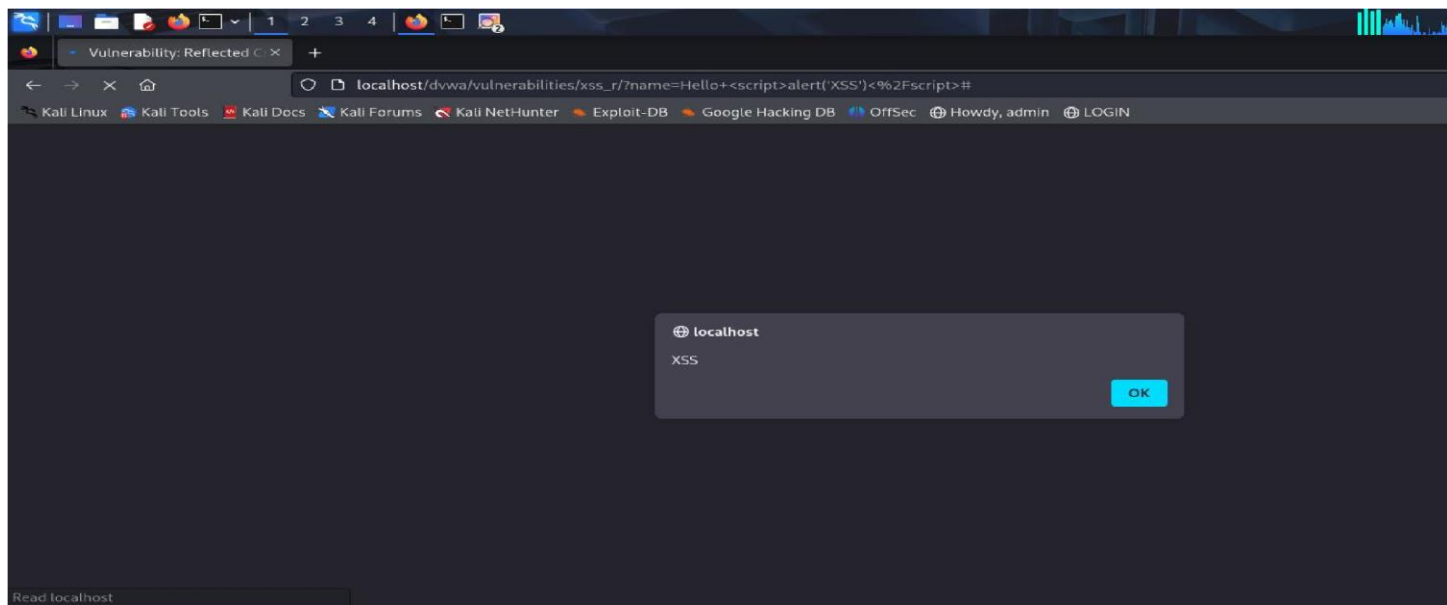 1 2 3 4
Vulnerability: Reflected C
localhost/dvwa/vulnerabilities/xss_r/?name=Hello+<script>alert('XSS')<%2Fscript>#
Kali Linux Kali Tools Kali Docs Kali Forums Kali NetHunter Exploit-DB Google Hacking DB OffSec Howdy, admin LOGIN
localhost
XSS
OK
Read localhost